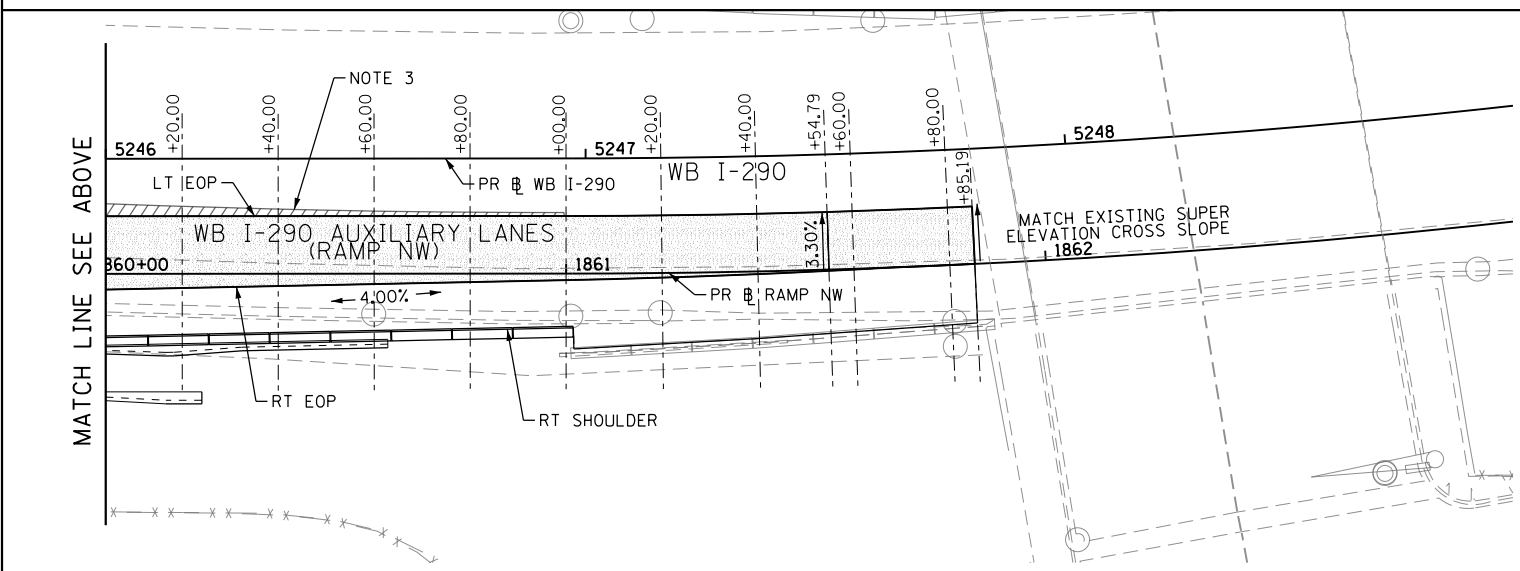 MATCH LINE SEE ABOVE
NOTE 3
+20.00
+40.00
+60.00
+80.00
+00.00
+20.00
+40.00
+54.79
+60.00
+80.00
+85.19
5246
5247
5248
LT EOP
PR BL WB I-290
WB I-290
WB I-290 AUXILIARY LANES
(RAMP NW)
3.30%
MATCH EXISTING SUPER
ELEVATION CROSS SLOPE
860+00
1861
1862
4.00%
PR BL RAMP NW
RT EOP
RT SHOULDER